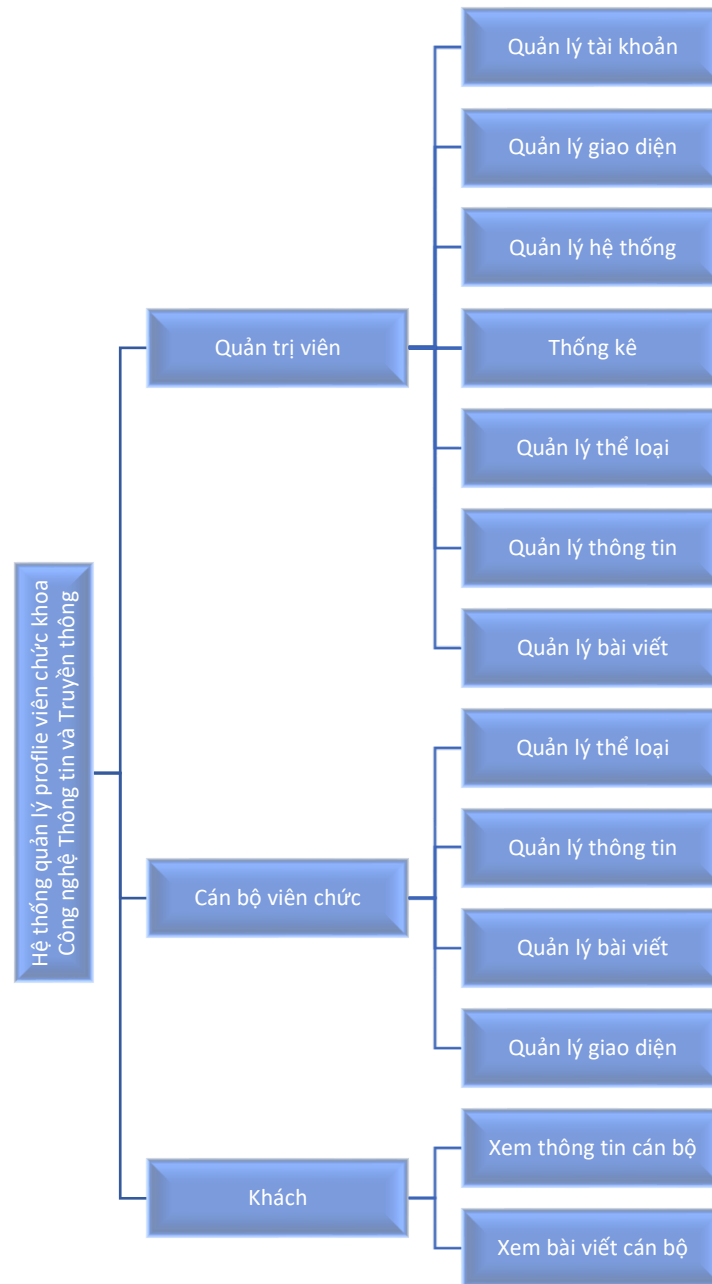 Hệ thống quản lý proflie viên chức khoa
Công nghệ Thông tin và Truyền thông
Quản trị viên
Quản lý tài khoản
Quản lý giao diện
Quản lý hệ thống
Thống kê
Quản lý thể loại
Quản lý thông tin
Quản lý bài viết
Cán bộ viên chức
Quản lý thể loại
Quản lý thông tin
Quản lý bài viết
Quản lý giao diện
Khách
Xem thông tin cán bộ
Xem bài viết cán bộ